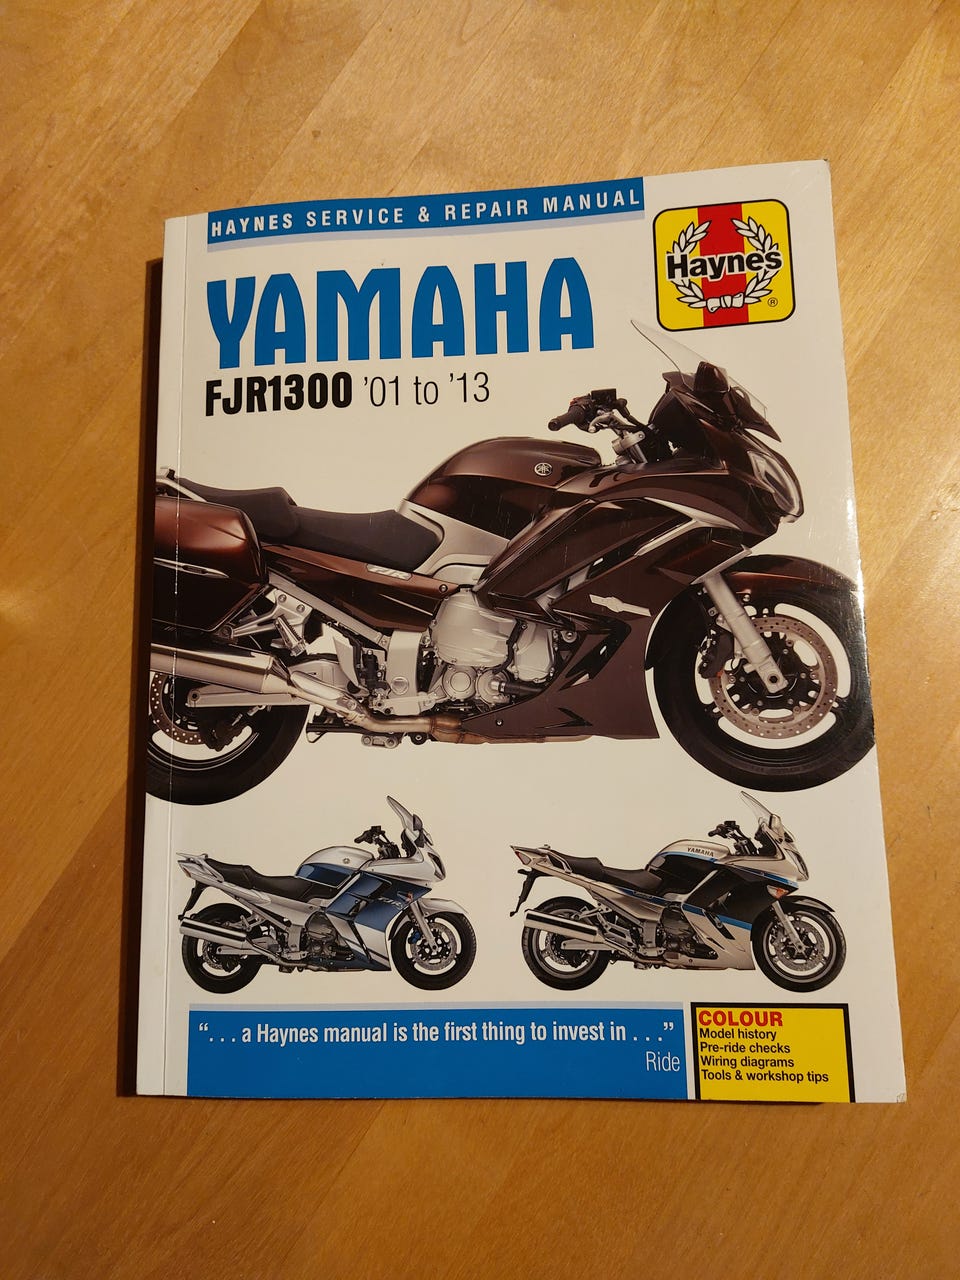 HAYNES SERVICE & REPAIR MANUAL
Haynes
®
YAMAHA
FJR1300 '01 to '13
YAMAHA
“. . . a Haynes manual is the first thing to invest in . . .”
Ride
COLOUR
Model history
Pre-ride checks
Wiring diagrams
Tools & workshop tips